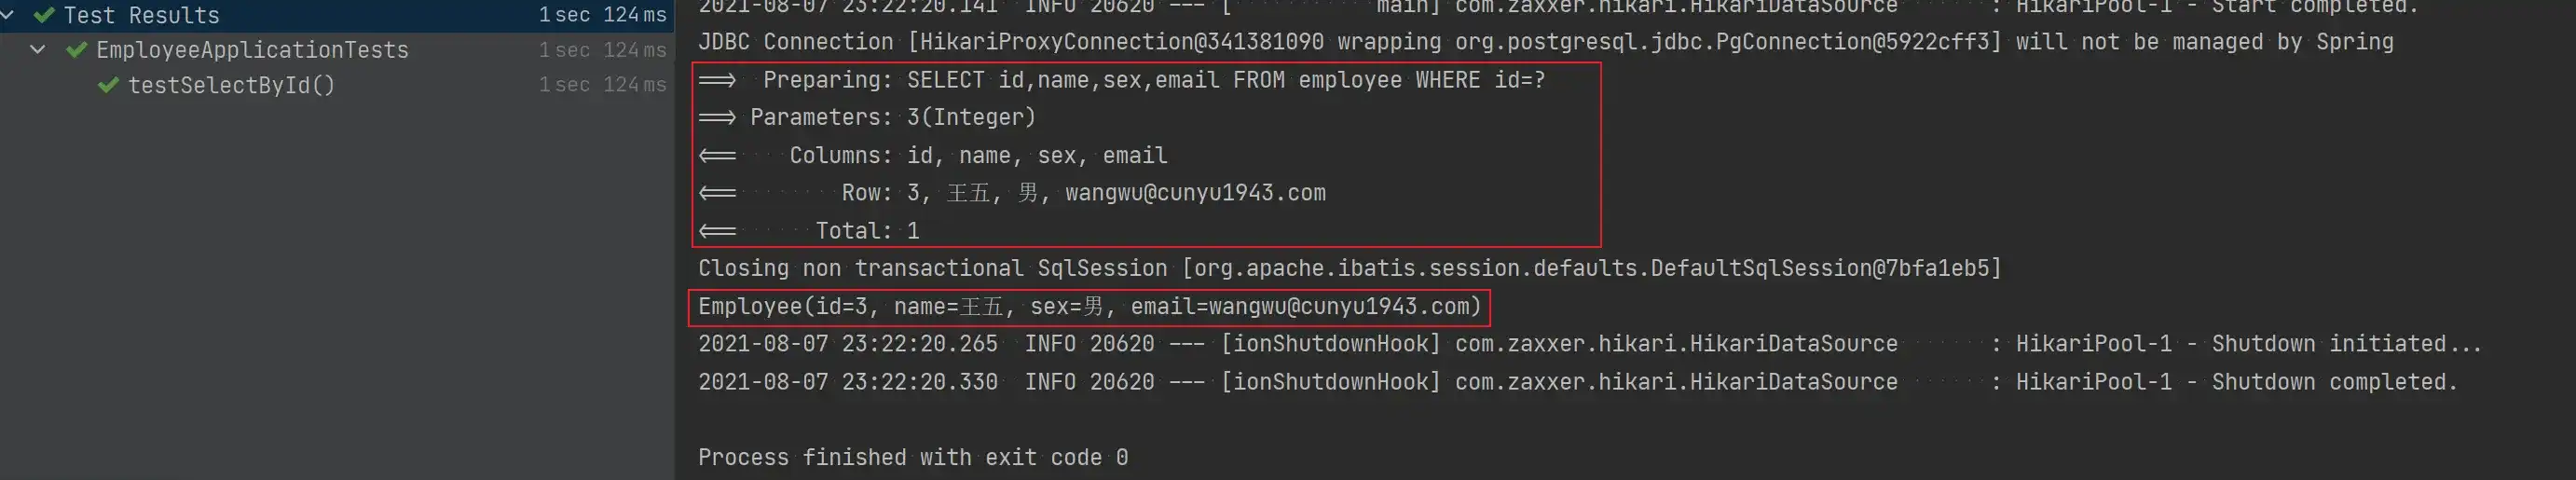 Test Results 1 sec 124 ms
EmployeeApplicationTests 1 sec 124 ms
testSelectById() 1 sec 124 ms
2021-08-07 23:22:20.141  INFO 20620 --- [           main] com.zaxxer.hikari.HikariDataSource       : HikariPool-1 - Start completed.
JDBC Connection [HikariProxyConnection@341381090 wrapping org.postgresql.jdbc.PgConnection@5922cff3] will not be managed by Spring
==>  Preparing: SELECT id,name,sex,email FROM employee WHERE id=?
==> Parameters: 3(Integer)
<==    Columns: id, name, sex, email
<==        Row: 3, 王五, 男, wangwu@cunyu1943.com
<==      Total: 1
Closing non transactional SqlSession [org.apache.ibatis.session.defaults.DefaultSqlSession@7bfa1eb5]
Employee(id=3, name=王五, sex=男, email=wangwu@cunyu1943.com)
2021-08-07 23:22:20.265  INFO 20620 --- [ionShutdownHook] com.zaxxer.hikari.HikariDataSource       : HikariPool-1 - Shutdown initiated...
2021-08-07 23:22:20.330  INFO 20620 --- [ionShutdownHook] com.zaxxer.hikari.HikariDataSource       : HikariPool-1 - Shutdown completed.
Process finished with exit code 0